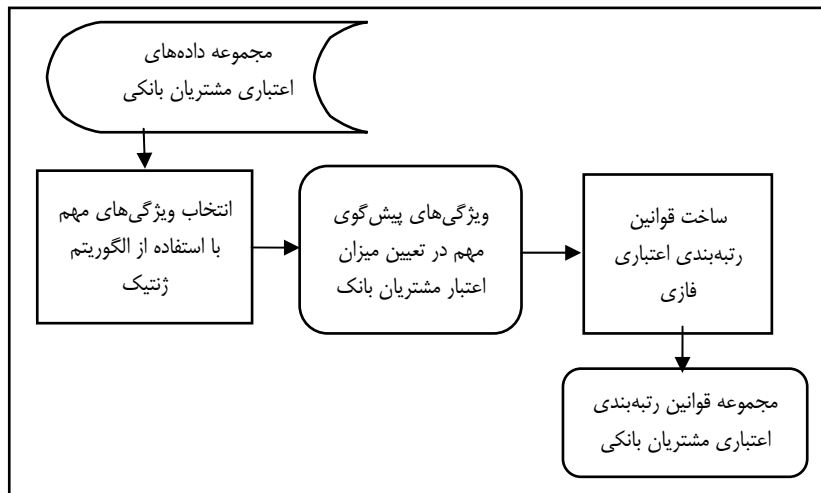 مجموعه داده‌های
اعتباری مشتریان بانکی
انتخاب ویژگی‌های مهم
با استفاده از الگوریتم
ژنتیک
ویژگی‌های پیش‌گوی
مهم در تعیین میزان
اعتبار مشتریان بانک
ساخت قوانین
رتبه‌بندی اعتباری
فازی
مجموعه قوانین رتبه‌بندی
اعتباری مشتریان بانکی